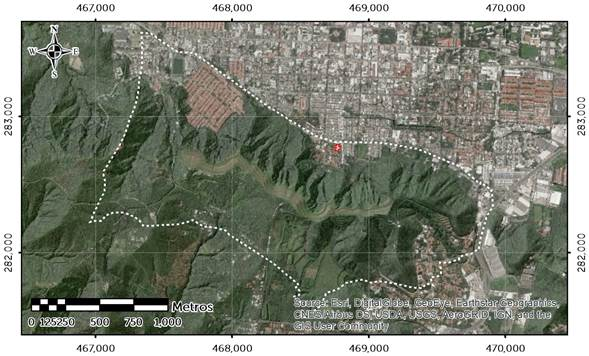 467,000 468,000 469,000 470,000
N
W E
S
283,000
283,000
282,000
282,000
Metros
0 125250 500 750 1,000
Source: Esri, DigitalGlobe, GeoEye, Earthstar Geographics,
CNES/Airbus DS, USDA, USGS, AeroGRID, IGN, and the
GIS User Community
467,000 468,000 469,000 470,000